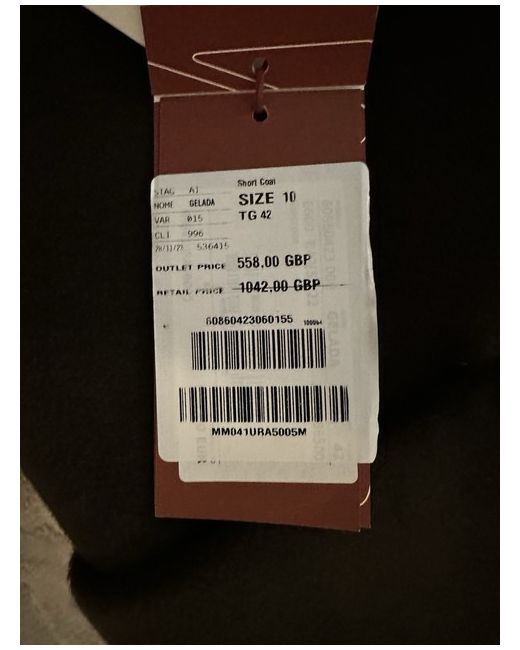 STAG AI
Short Coat
NOME GELADA
SIZE 10
VAR 015
TG 42
CLI 996
536415
OUTLET PRICE 558.00 GBP
RETAIL PRICE 1042.00 GBP
60860423060155
MM041URA5005M